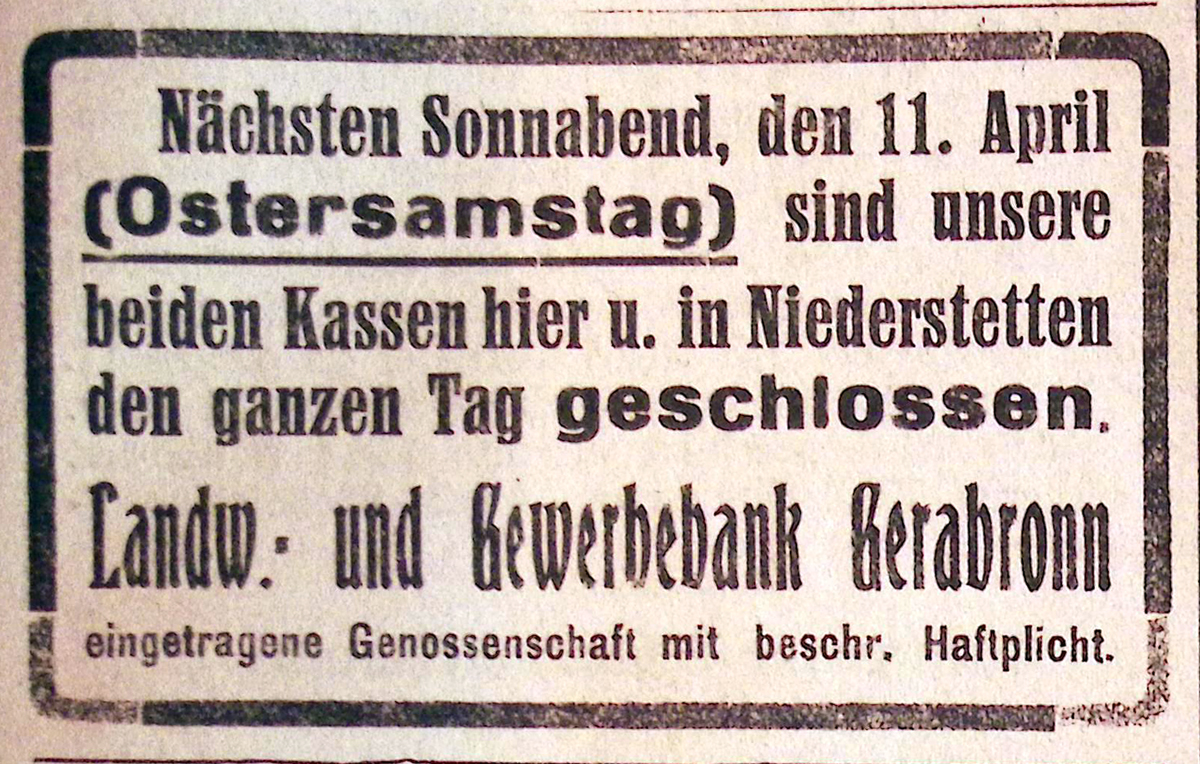 Nächsten Sonnabend, den 11. April
(Ostersamstag) sind unsere
beiden Kassen hier u. in Niederstetten
den ganzen Tag geschlossen.
Landw.- und Gewerbebank Gerabronn
eingetragene Genossenschaft mit beschr. Haftplicht.